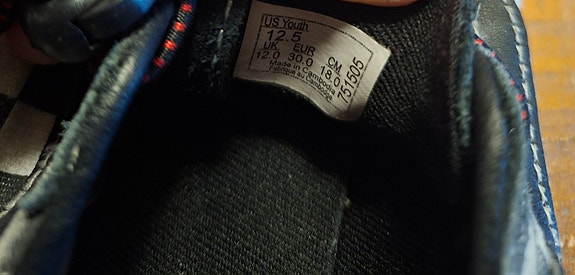 US Youth
12.5
UK EUR CM
12.0 30.0 18.0
Made in Cambodia
Fabriqué au Cambodge
751505